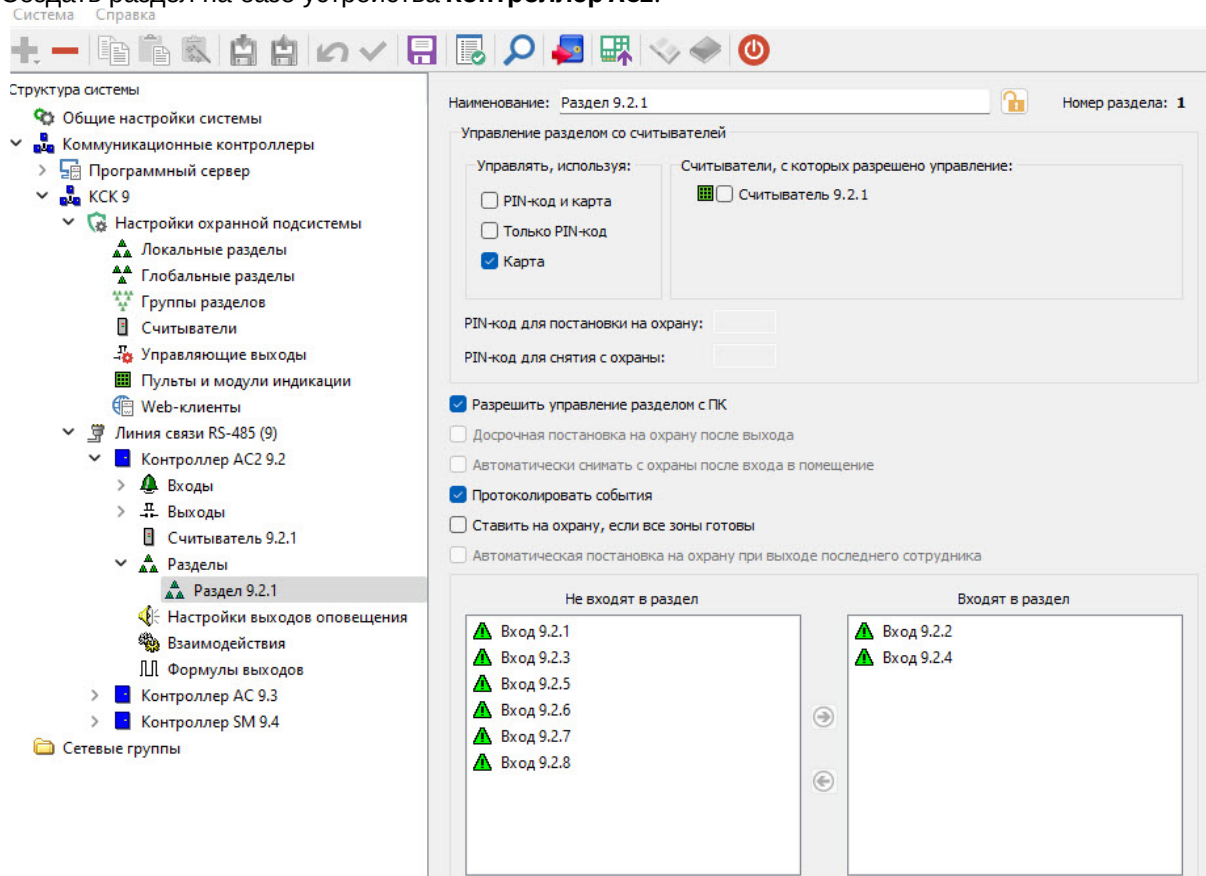 Создать раздел на базе устройства Контроллер AC2.
Система Справка
Структура системы
Общие настройки системы
Коммуникационные контроллеры
Программный сервер
КСК 9
Настройки охранной подсистемы
Локальные разделы
Глобальные разделы
Группы разделов
Считыватели
Управляющие выходы
Пульты и модули индикации
Web-клиенты
Линия связи RS-485 (9)
Контроллер AC2 9.2
Входы
Выходы
Считыватель 9.2.1
Разделы
Раздел 9.2.1
Настройки выходов оповещения
Взаимодействия
Формулы выходов
Контроллер AC 9.3
Контроллер SM 9.4
Сетевые группы
Наименование: Раздел 9.2.1 Номер раздела: 1
Управление разделом со считывателей
Управлять, используя:
PIN-код и карта
Только PIN-код
Карта
Считыватели, с которых разрешено управление:
Считыватель 9.2.1
PIN-код для постановки на охрану:
PIN-код для снятия с охраны:
Разрешить управление разделом с ПК
Досрочная постановка на охрану после выхода
Автоматически снимать с охраны после входа в помещение
Протоколировать события
Ставить на охрану, если все зоны готовы
Автоматическая постановка на охрану при выходе последнего сотрудника
Не входят в раздел
Вход 9.2.1
Вход 9.2.3
Вход 9.2.5
Вход 9.2.6
Вход 9.2.7
Вход 9.2.8
Входят в раздел
Вход 9.2.2
Вход 9.2.4